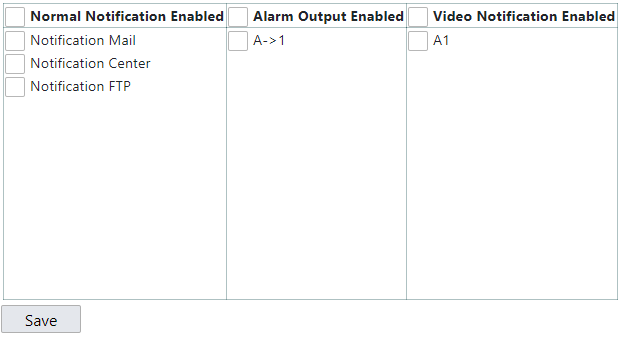 Normal Notification Enabled Alarm Output Enabled Video Notification Enabled
Notification Mail A->1 A1
Notification Center
Notification FTP
Save